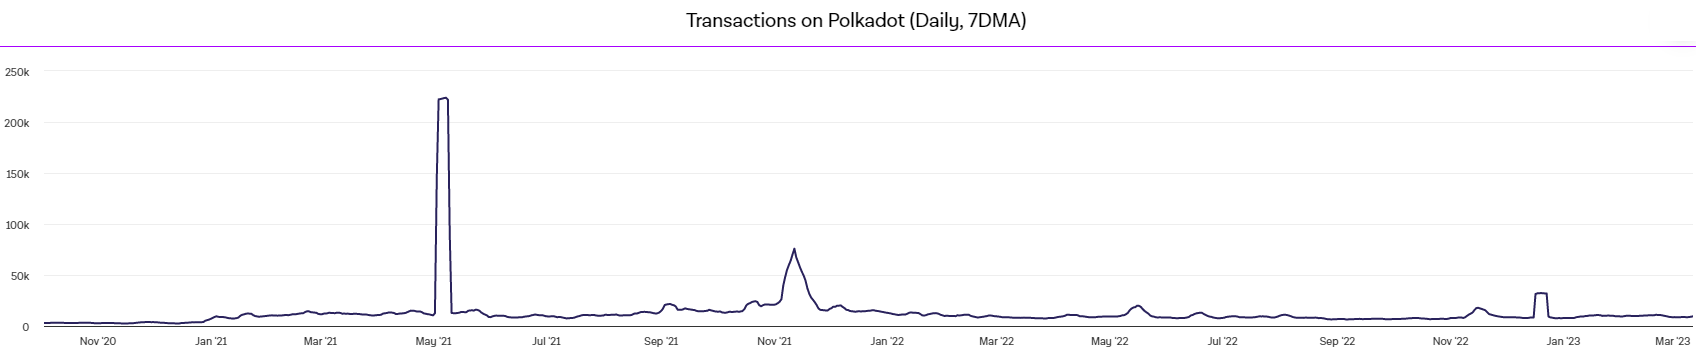 Transactions on Polkadot (Daily, 7DMA)
250k
200k
150k
100k
50k
0
Nov '20 Jan '21 Mar '21 May '21 Jul '21 Sep '21 Nov '21 Jan '22 Mar '22 May '22 Jul '22 Sep '22 Nov '22 Jan '23 Mar '23